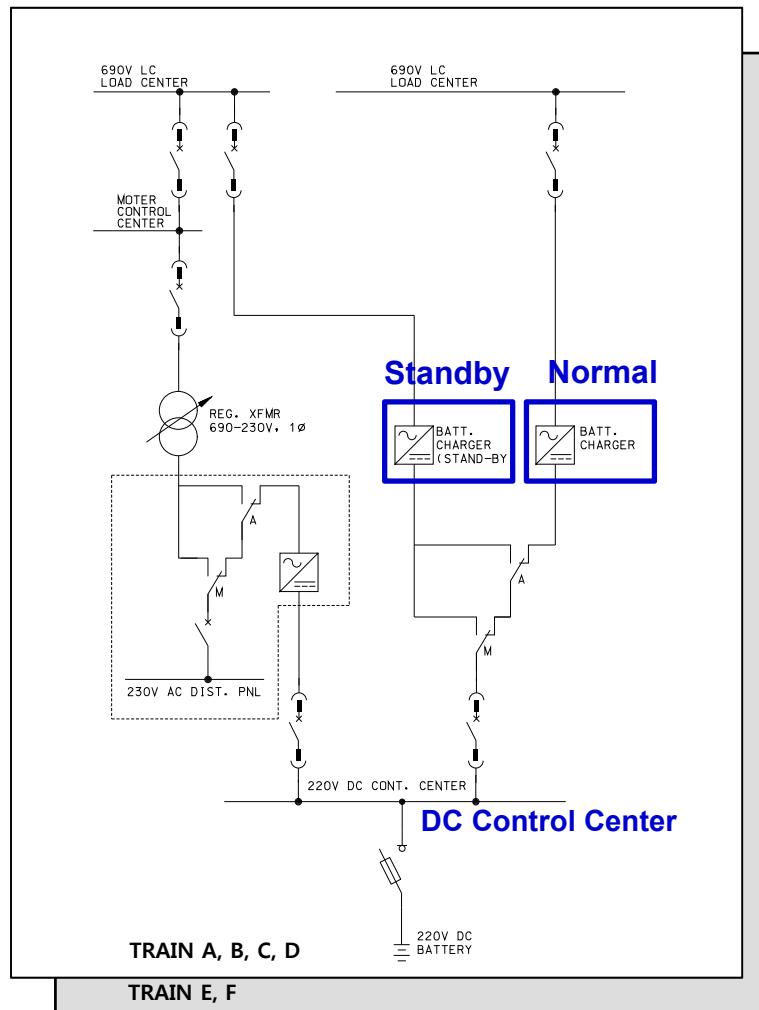 690V LC
LOAD CENTER
690V LC
LOAD CENTER
MOTER
CONTROL
CENTER
Standby
Normal
REG. XFMR
690-230V, 1ø
BATT.
CHARGER
(STAND-BY
BATT.
CHARGER
A
A
M
M
230V AC DIST. PNL
220V DC CONT. CENTER
DC Control Center
220V DC
BATTERY
TRAIN A, B, C, D
TRAIN E, F